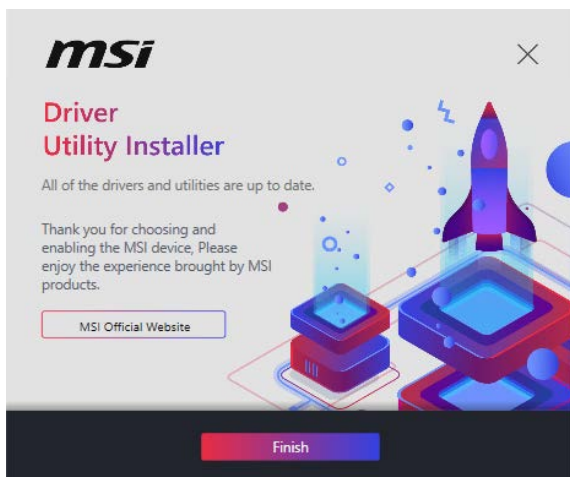 msi
Driver
Utility Installer
All of the drivers and utilities are up to date.
Thank you for choosing and
enabling the MSI device, Please
enjoy the experience brought by MSI
products.
MSI Official Website
Finish